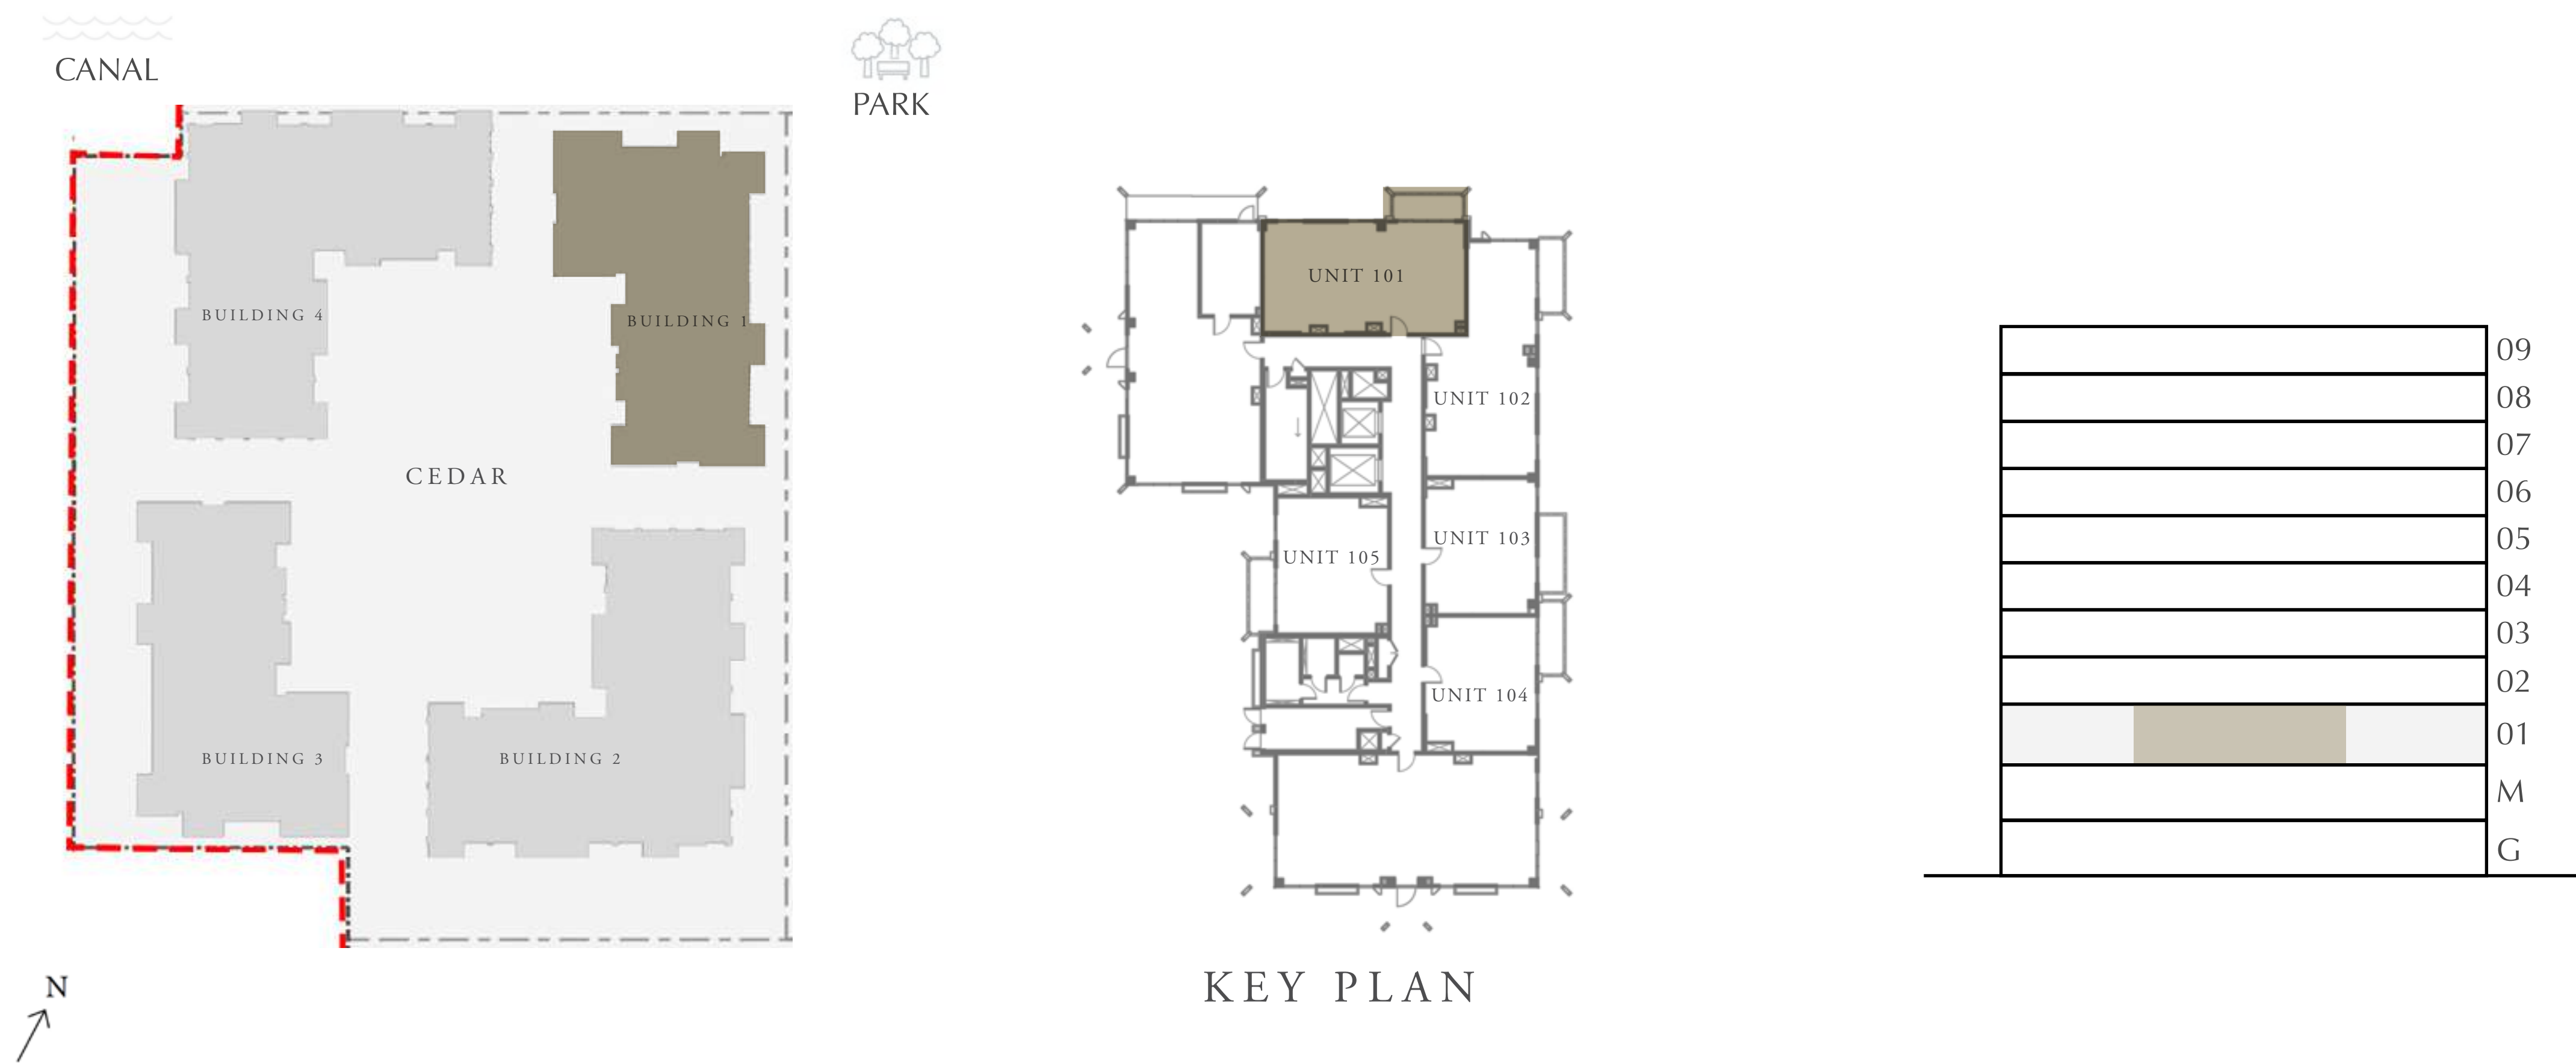 CANAL
PARK
BUILDING 4
BUILDING 1
CEDAR
BUILDING 3
BUILDING 2
N
UNIT 101
UNIT 102
UNIT 103
UNIT 105
UNIT 104
KEY PLAN
09
08
07
06
05
04
03
02
01
M
G